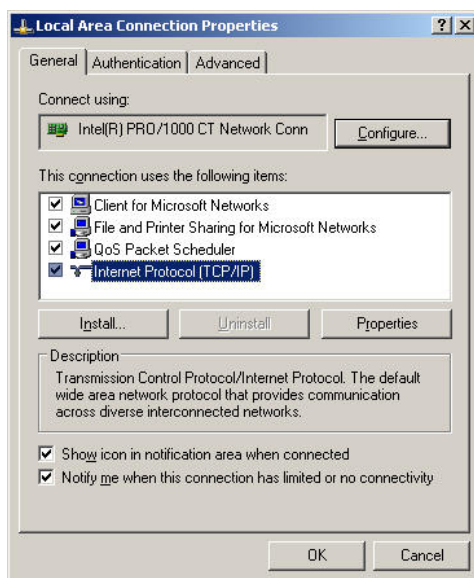 Local Area Connection Properties
General Authentication Advanced
Connect using:
Intel(R) PRO/1000 CT Network Conn Configure...
This connection uses the following items:
Client for Microsoft Networks
File and Printer Sharing for Microsoft Networks
QoS Packet Scheduler
Internet Protocol (TCP/IP)
Install... Uninstall Properties
Description
Transmission Control Protocol/Internet Protocol. The default
wide area network protocol that provides communication
across diverse interconnected networks.
Show icon in notification area when connected
Notify me when this connection has limited or no connectivity
OK Cancel